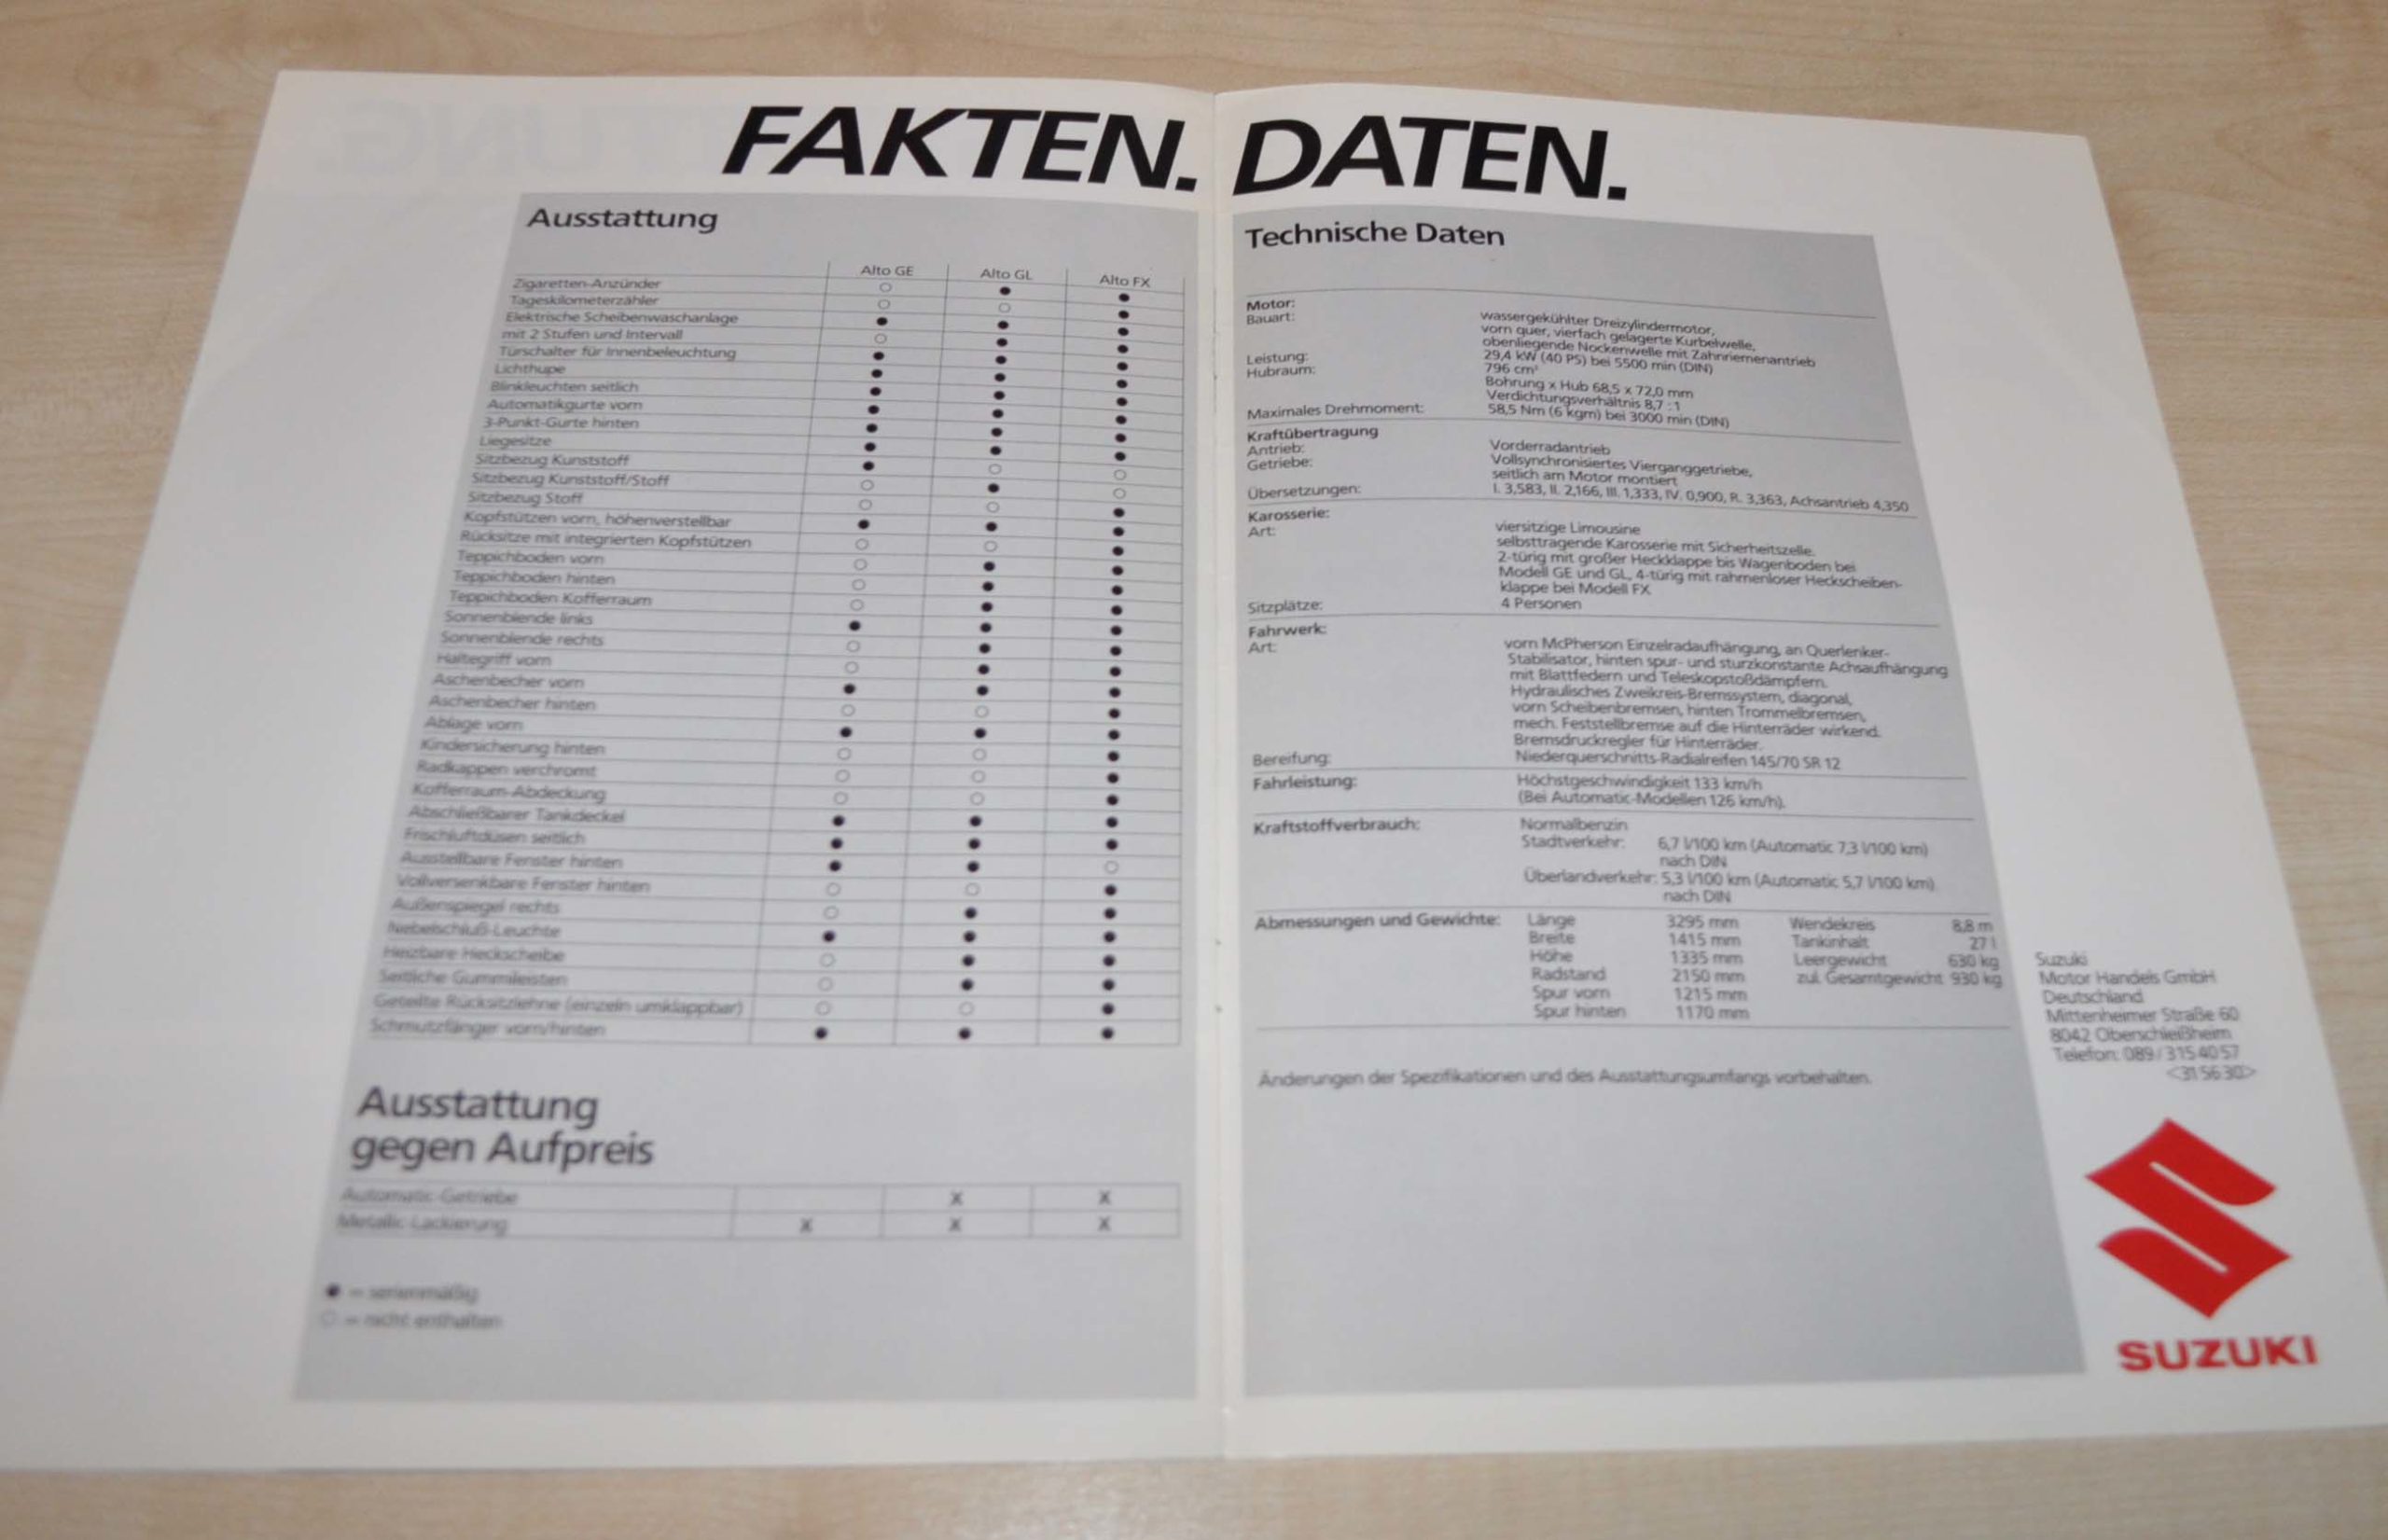 FAKTEN. DATEN.
Ausstattung
Alto GE Alto GL Alto FX
Zigaretten-Anzünder ○ ● ●
Tageskilometerzähler ○ ○ ●
Elektrische Scheibenwaschanlage ● ● ●
mit 2 Stufen und Intervall ○ ● ●
Türschalter für Innenbeleuchtung ● ● ●
Lichthupe ● ● ●
Blinkleuchten seitlich ● ● ●
Automatikgurte vorn ● ● ●
3-Punkt-Gurte hinten ● ● ●
Liegesitze ● ● ●
Sitzbezug Kunststoff ● ○ ○
Sitzbezug Kunststoff/Stoff ○ ● ○
Sitzbezug Stoff ○ ○ ●
Kopfstützen vorn, höhenverstellbar ● ● ●
Rücksitze mit integrierten Kopfstützen ○ ○ ●
Teppichboden vorn ○ ● ●
Teppichboden hinten ○ ● ●
Teppichboden Kofferraum ○ ● ●
Sonnenblende links ● ● ●
Sonnenblende rechts ○ ● ●
Haltegriff vorn ○ ● ●
Aschenbecher vorn ● ● ●
Aschenbecher hinten ○ ○ ●
Ablage vorn ● ● ●
Kindersicherung hinten ○ ○ ●
Radkappen verchromt ○ ○ ●
Kofferraum-Abdeckung ○ ○ ●
Abschließbarer Tankdeckel ● ● ●
Frischluftdüsen seitlich ● ● ●
Ausstellbare Fenster hinten ● ● ○
Vollversenkbare Fenster hinten ○ ○ ●
Außenspiegel rechts ○ ● ●
Nebelschluß-Leuchte ● ● ●
Heizbare Heckscheibe ○ ● ●
Seitliche Gummileisten ○ ● ●
Geteilte Rücksitzlehne (einzeln umklappbar) ○ ○ ●
Schmutzfänger vorn/hinten ● ● ●
Ausstattung
gegen Aufpreis
Automatic-Getriebe X X
Metallic-Lackierung X X X
● = serienmäßig
○ = nicht enthalten
Technische Daten
Motor:
Bauart: wassergekühlter Dreizylindermotor,
vorn quer, vierfach gelagerte Kurbelwelle,
obenliegende Nockenwelle mit Zahnriemenantrieb
Leistung: 29,4 kW (40 PS) bei 5500 min (DIN)
Hubraum: 796 cm³
Bohrung x Hub 68,5 x 72,0 mm
Verdichtungsverhältnis 8,7 : 1
Maximales Drehmoment: 58,5 Nm (6 kgm) bei 3000 min (DIN)
Kraftübertragung
Antrieb: Vorderradantrieb
Getriebe: Vollsynchronisiertes Vierganggetriebe,
seitlich am Motor montiert
Übersetzungen: I. 3,583, II. 2,166, III. 1,333, IV. 0,900, R. 3,363, Achsantrieb 4,350
Karosserie:
Art: viersitzige Limousine
selbsttragende Karosserie mit Sicherheitszelle.
2-türig mit großer Heckklappe bis Wagenboden bei
Modell GE und GL, 4-türig mit rahmenloser Heckscheiben-
klappe bei Modell FX
Sitzplätze: 4 Personen
Fahrwerk:
Art: vorn McPherson Einzelradaufhängung, an Querlenker-
Stabilisator, hinten spur- und sturzkonstante Achsaufhängung
mit Blattfedern und Teleskopstoßdämpfern.
Hydraulisches Zweikreis-Bremssystem, diagonal,
vorn Scheibenbremsen, hinten Trommelbremsen,
mech. Feststellbremse auf die Hinterräder wirkend.
Bremsdruckregler für Hinterräder.
Bereifung: Niederquerschnitts-Radialreifen 145/70 SR 12
Fahrleistung: Höchstgeschwindigkeit 133 km/h
(Bei Automatic-Modellen 126 km/h).
Kraftstoffverbrauch: Normalbenzin
Stadtverkehr: 6,7 l/100 km (Automatic 7,3 l/100 km)
nach DIN
Überlandverkehr: 5,3 l/100 km (Automatic 5,7 l/100 km)
nach DIN
Abmessungen und Gewichte: Länge 3295 mm Wendekreis 8,8 m
Breite 1415 mm Tankinhalt 27 l
Höhe 1335 mm Leergewicht 630 kg
Radstand 2150 mm zul. Gesamtgewicht 930 kg
Spur vorn 1215 mm
Spur hinten 1170 mm
Änderungen der Spezifikationen und des Ausstattungsumfangs vorbehalten.
Suzuki
Motor Handels GmbH
Deutschland
Mittenheimer Straße 60
8042 Oberschleißheim
Telefon: 089/3154057
<315630>
SUZUKI